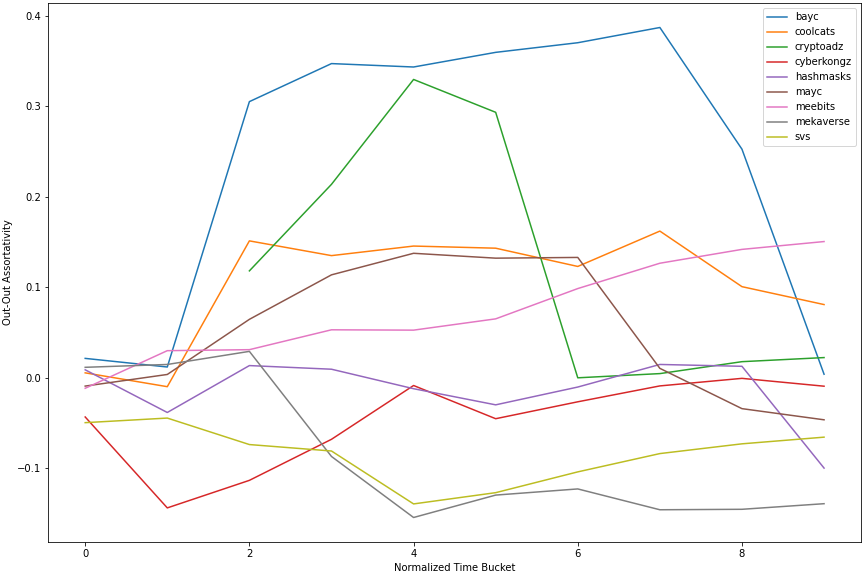 0.4
0.3
0.2
0.1
0.0
−0.1
Out-Out Assortativity
0
2
4
6
8
Normalized Time Bucket
bayc
coolcats
cryptoadz
cyberkongz
hashmasks
mayc
meebits
mekaverse
svs